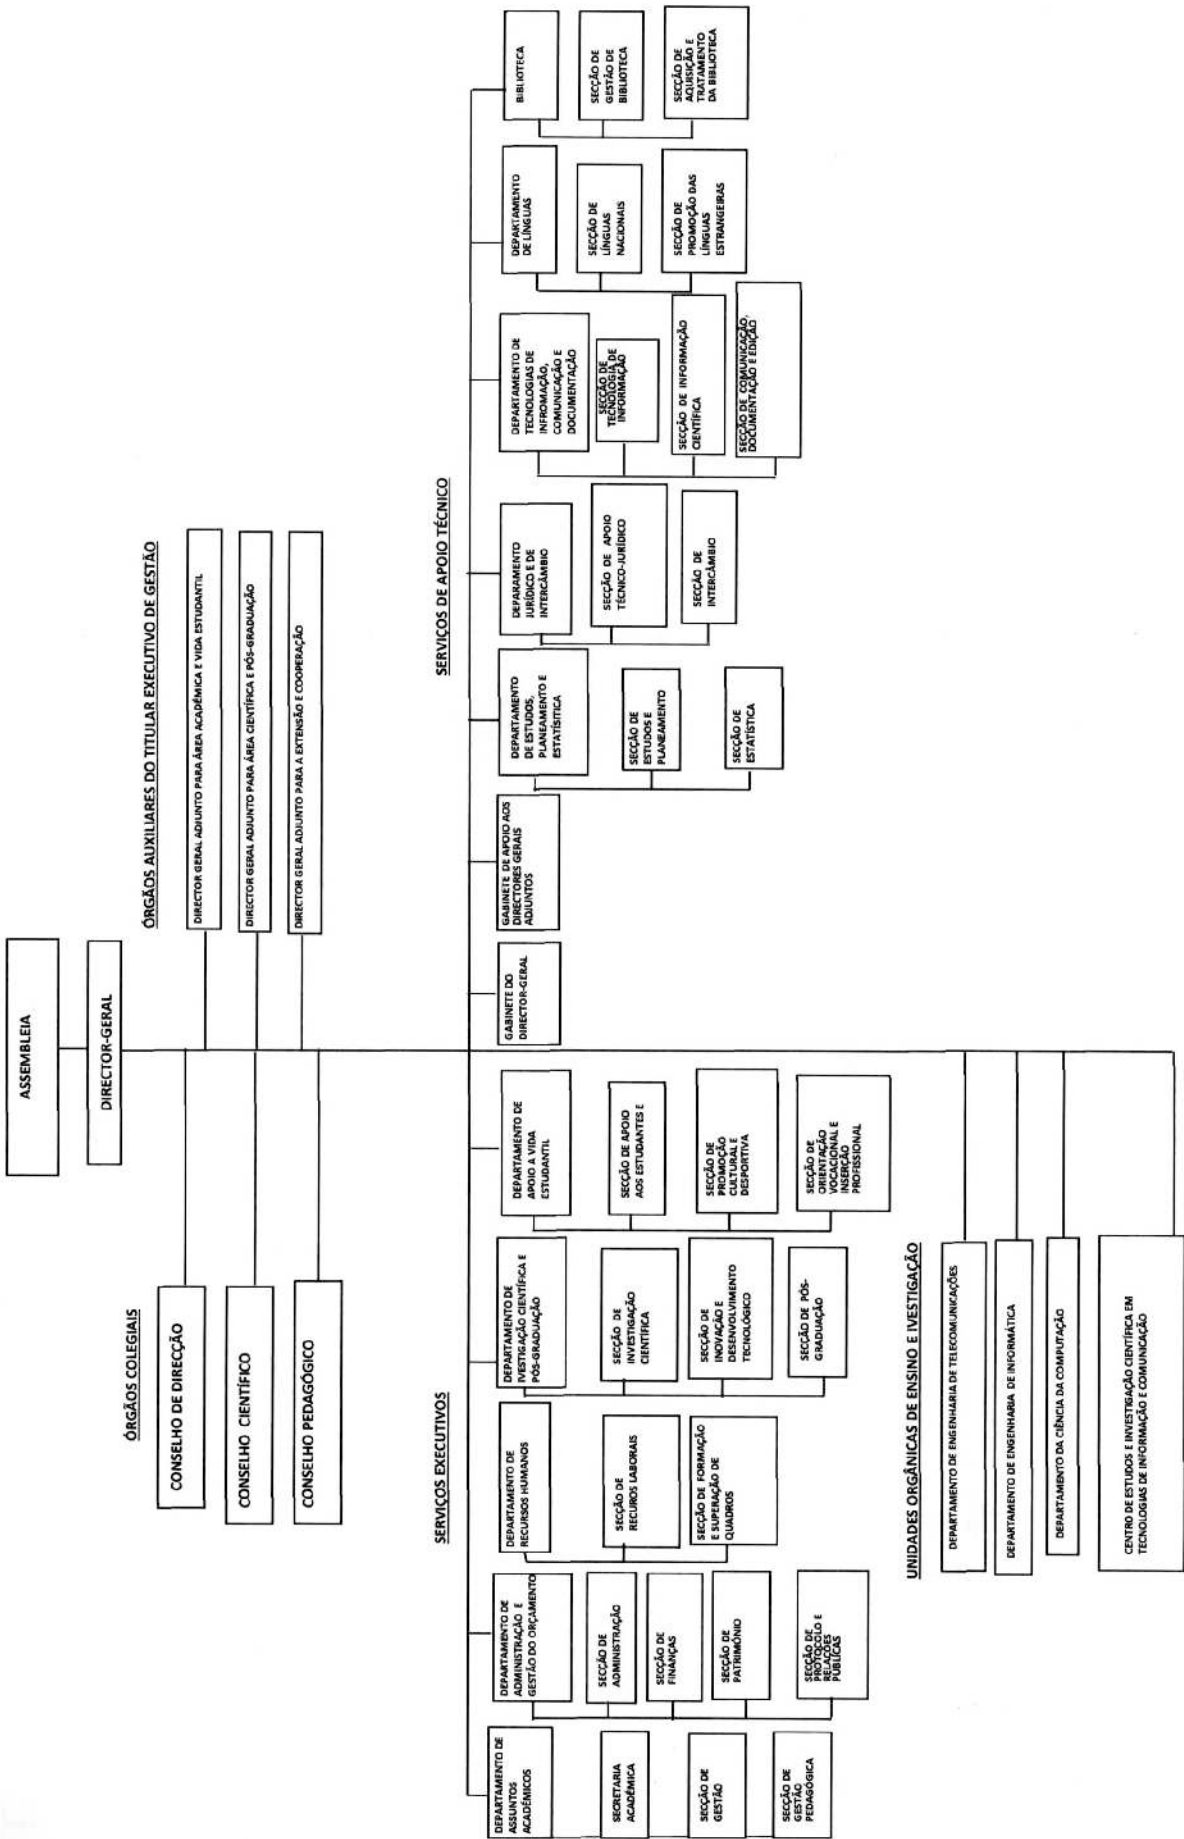 ASSEMBLEIA
DIRECTOR-GERAL
ÓRGÃOS COLEGIAIS
CONSELHO DE DIRECÇÃO
CONSELHO CIENTÍFICO
CONSELHO PEDAGÓGICO
ÓRGÃOS AUXILIARES DO TITULAR EXECUTIVO DE GESTÃO
DIRECTOR GERAL ADJUNTO PARA ÁREA ACADÉMICA E VIDA ESTUDANTIL
DIRECTOR GERAL ADJUNTO PARA ÁREA CIENTÍFICA E PÓS-GRADUAÇÃO
DIRECTOR GERAL ADJUNTO PARA A EXTENSÃO E COOPERAÇÃO
SERVIÇOS EXECUTIVOS
DEPARTAMENTO DE
ASSUNTOS
ACADÉMICOS
SECRETARIA
ACADÉMICA
SECÇÃO DE
GESTÃO
SECÇÃO DE
GESTÃO
PEDAGÓGICA
DEPARTAMENTO DE
ADMINISTRAÇÃO E
GESTÃO DO ORÇAMENTO
SECÇÃO DE
ADMINISTRAÇÃO
SECÇÃO DE
FINANÇAS
SECÇÃO DE
PATRIMÓNIO
SECÇÃO DE
PROTOCOLO E
RELAÇÕES
PÚBLICAS
DEPARTAMENTO DE
RECURSOS HUMANOS
SECÇÃO DE
RECUROS LABORAIS
SECÇÃO DE FORMAÇÃO
E SUPERAÇÃO DE
QUADROS
DEPARTAMENTO DE
IVESTIGAÇÃO CIENTÍFICA E
PÓS-GRADUAÇÃO
SECÇÃO DE
INVESTIGAÇÃO
CIENTÍFICA
SECÇÃO DE
INOVAÇÃO E
DESENVOLVIMENTO
TECNOLÓGICO
SECÇÃO DE PÓS-
GRADUAÇÃO
DEPARTAMENTO DE
APOIO A VIDA
ESTUDANTIL
SECÇÃO DE APOIO
AOS ESTUDANTES E
SECÇÃO DE
PROMOÇÃO
CULTURAL E
DESPORTIVA
SECÇÃO DE
ORIENTAÇÃO
VOCACIONAL E
INSERÇÃO
PROFISSIONAL
SERVIÇOS DE APOIO TÉCNICO
GABINETE DO
DIRECTOR-GERAL
GABINETE DE APOIO AOS
DIRECTORES GERAIS
ADJUNTOS
DEPARTAMENTO
DE ESTUDOS,
PLANEAMENTO E
ESTATÍSITICA
SECÇÃO DE
ESTUDOS E
PLANEAMENTO
SECÇÃO DE
ESTATÍSTICA
DEPARAMENTO
JURÍDICO E DE
INTERCÂMBIO
SECÇÃO DE APOIO
TÉCNICO-JURÍDICO
SECÇÃO DE
INTERCÂMBIO
DEPARTAMENTO DE
TECNOLOGIAS DE
INFROMAÇÃO,
COMUNICAÇÃO E
DOCUMENTAÇÃO
SECÇÃO DE
TECNOLOGIA DE
INFORMAÇÃO
SECÇÃO DE INFORMAÇÃO
CIENTÍFICA
SECÇÃO DE COMUNICAÇÃO,
DOCUMENTAÇÃO E EDIÇÃO
DEPARTAMENTO
DE LÍNGUAS
SECÇÃO DE
LÍNGUAS
NACIONAIS
SECÇÃO DE
PROMOÇÃO DAS
LÍNGUAS
ESTRANGEIRAS
BIBLIOTECA
SECÇÃO DE
GESTÃO DE
BIBLIOTECA
SECÇÃO DE
AQUISIÇÃO E
TRATAMENTO
DA BIBLIOTECA
UNIDADES ORGÂNICAS DE ENSINO E IVESTIGAÇÃO
DEPARTAMENTO DE ENGENHARIA DE TELECOMUNICAÇÕES
DEPARTAMENTO DE ENGENHARIA DE INFORMÁTICA
DEPARTAMENTO DA CIÊNCIA DA COMPUTAÇÃO
CENTRO DE ESTUDOS E INVESTIGAÇÃO CIENTÍFICA EM
TECNOLOGIAS DE INFORMAÇÃO E COMUNICAÇÃO